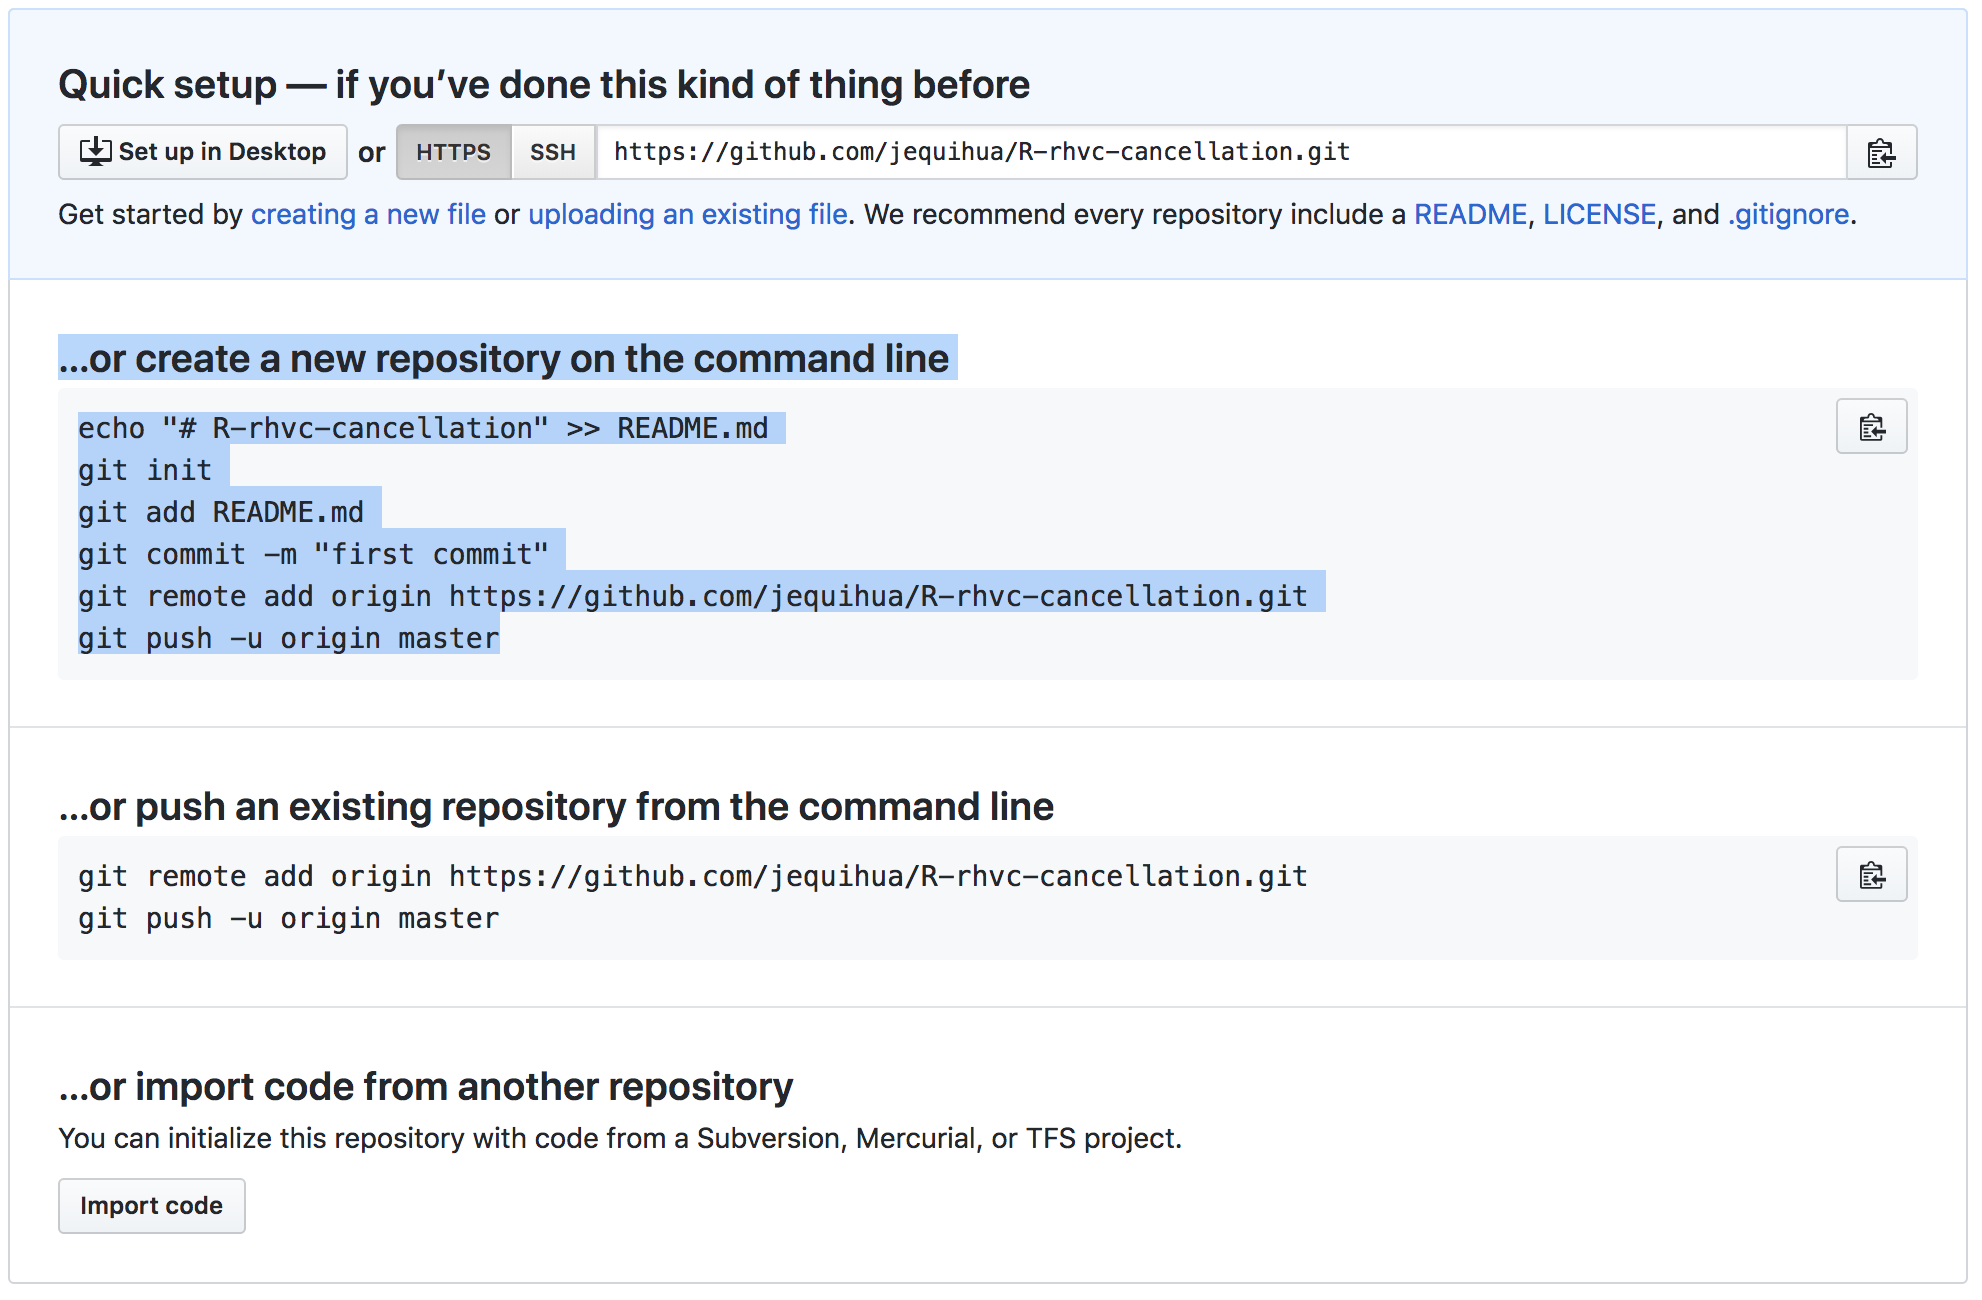 Quick setup — if you’ve done this kind of thing before
Set up in Desktop or HTTPS SSH https://github.com/jequihua/R-rhvc-cancellation.git
Get started by creating a new file or uploading an existing file. We recommend every repository include a README, LICENSE, and .gitignore.
…or create a new repository on the command line
echo "# R-rhvc-cancellation" >> README.md
git init
git add README.md
git commit -m "first commit"
git remote add origin https://github.com/jequihua/R-rhvc-cancellation.git
git push -u origin master
…or push an existing repository from the command line
git remote add origin https://github.com/jequihua/R-rhvc-cancellation.git
git push -u origin master
…or import code from another repository
You can initialize this repository with code from a Subversion, Mercurial, or TFS project.
Import code